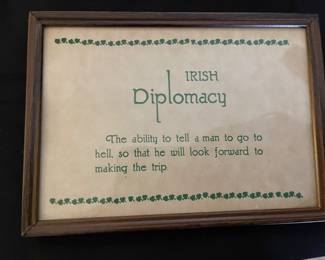 IRISH
Diplomacy
The ability to tell a man to go to
hell, so that he will look forward to
making the trip.